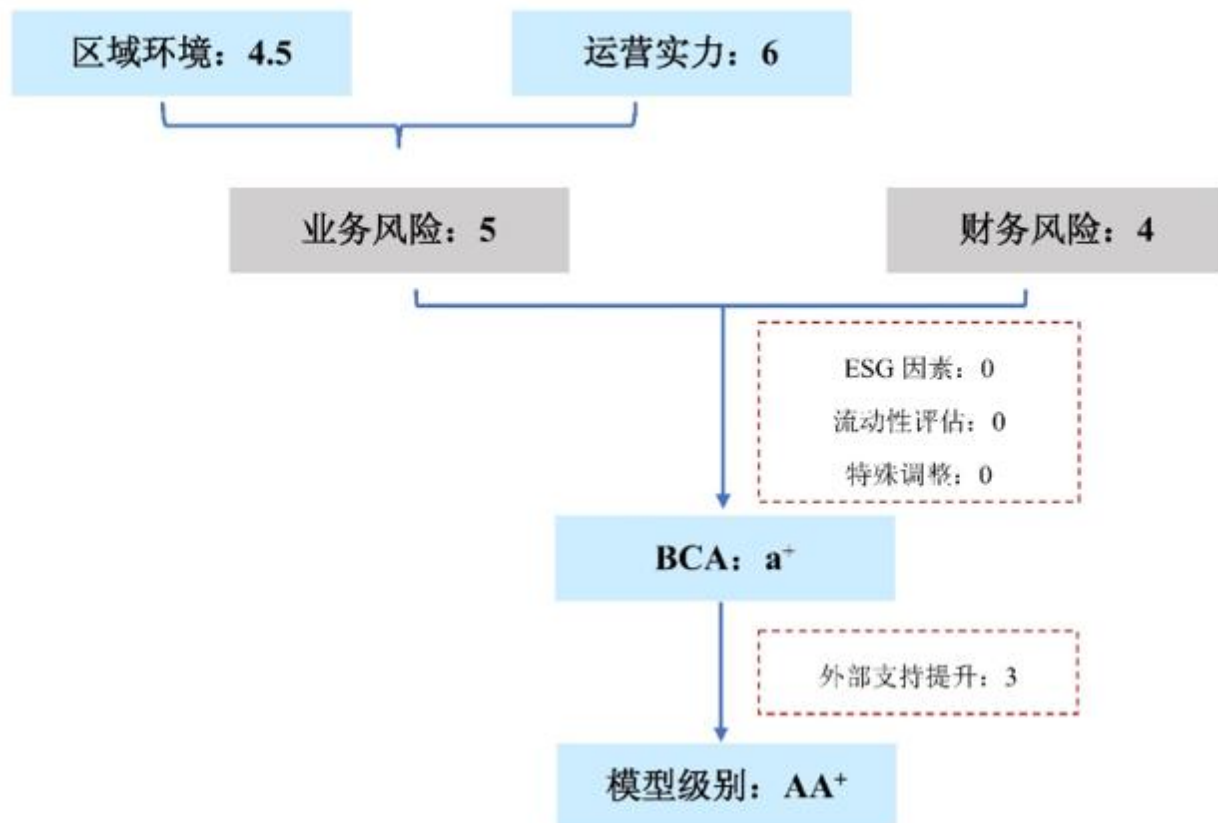 区域环境：4.5
运营实力：6
业务风险：5
财务风险：4
ESG 因素：0
流动性评估：0
特殊调整：0
BCA：a⁺
外部支持提升：3
模型级别：AA⁺